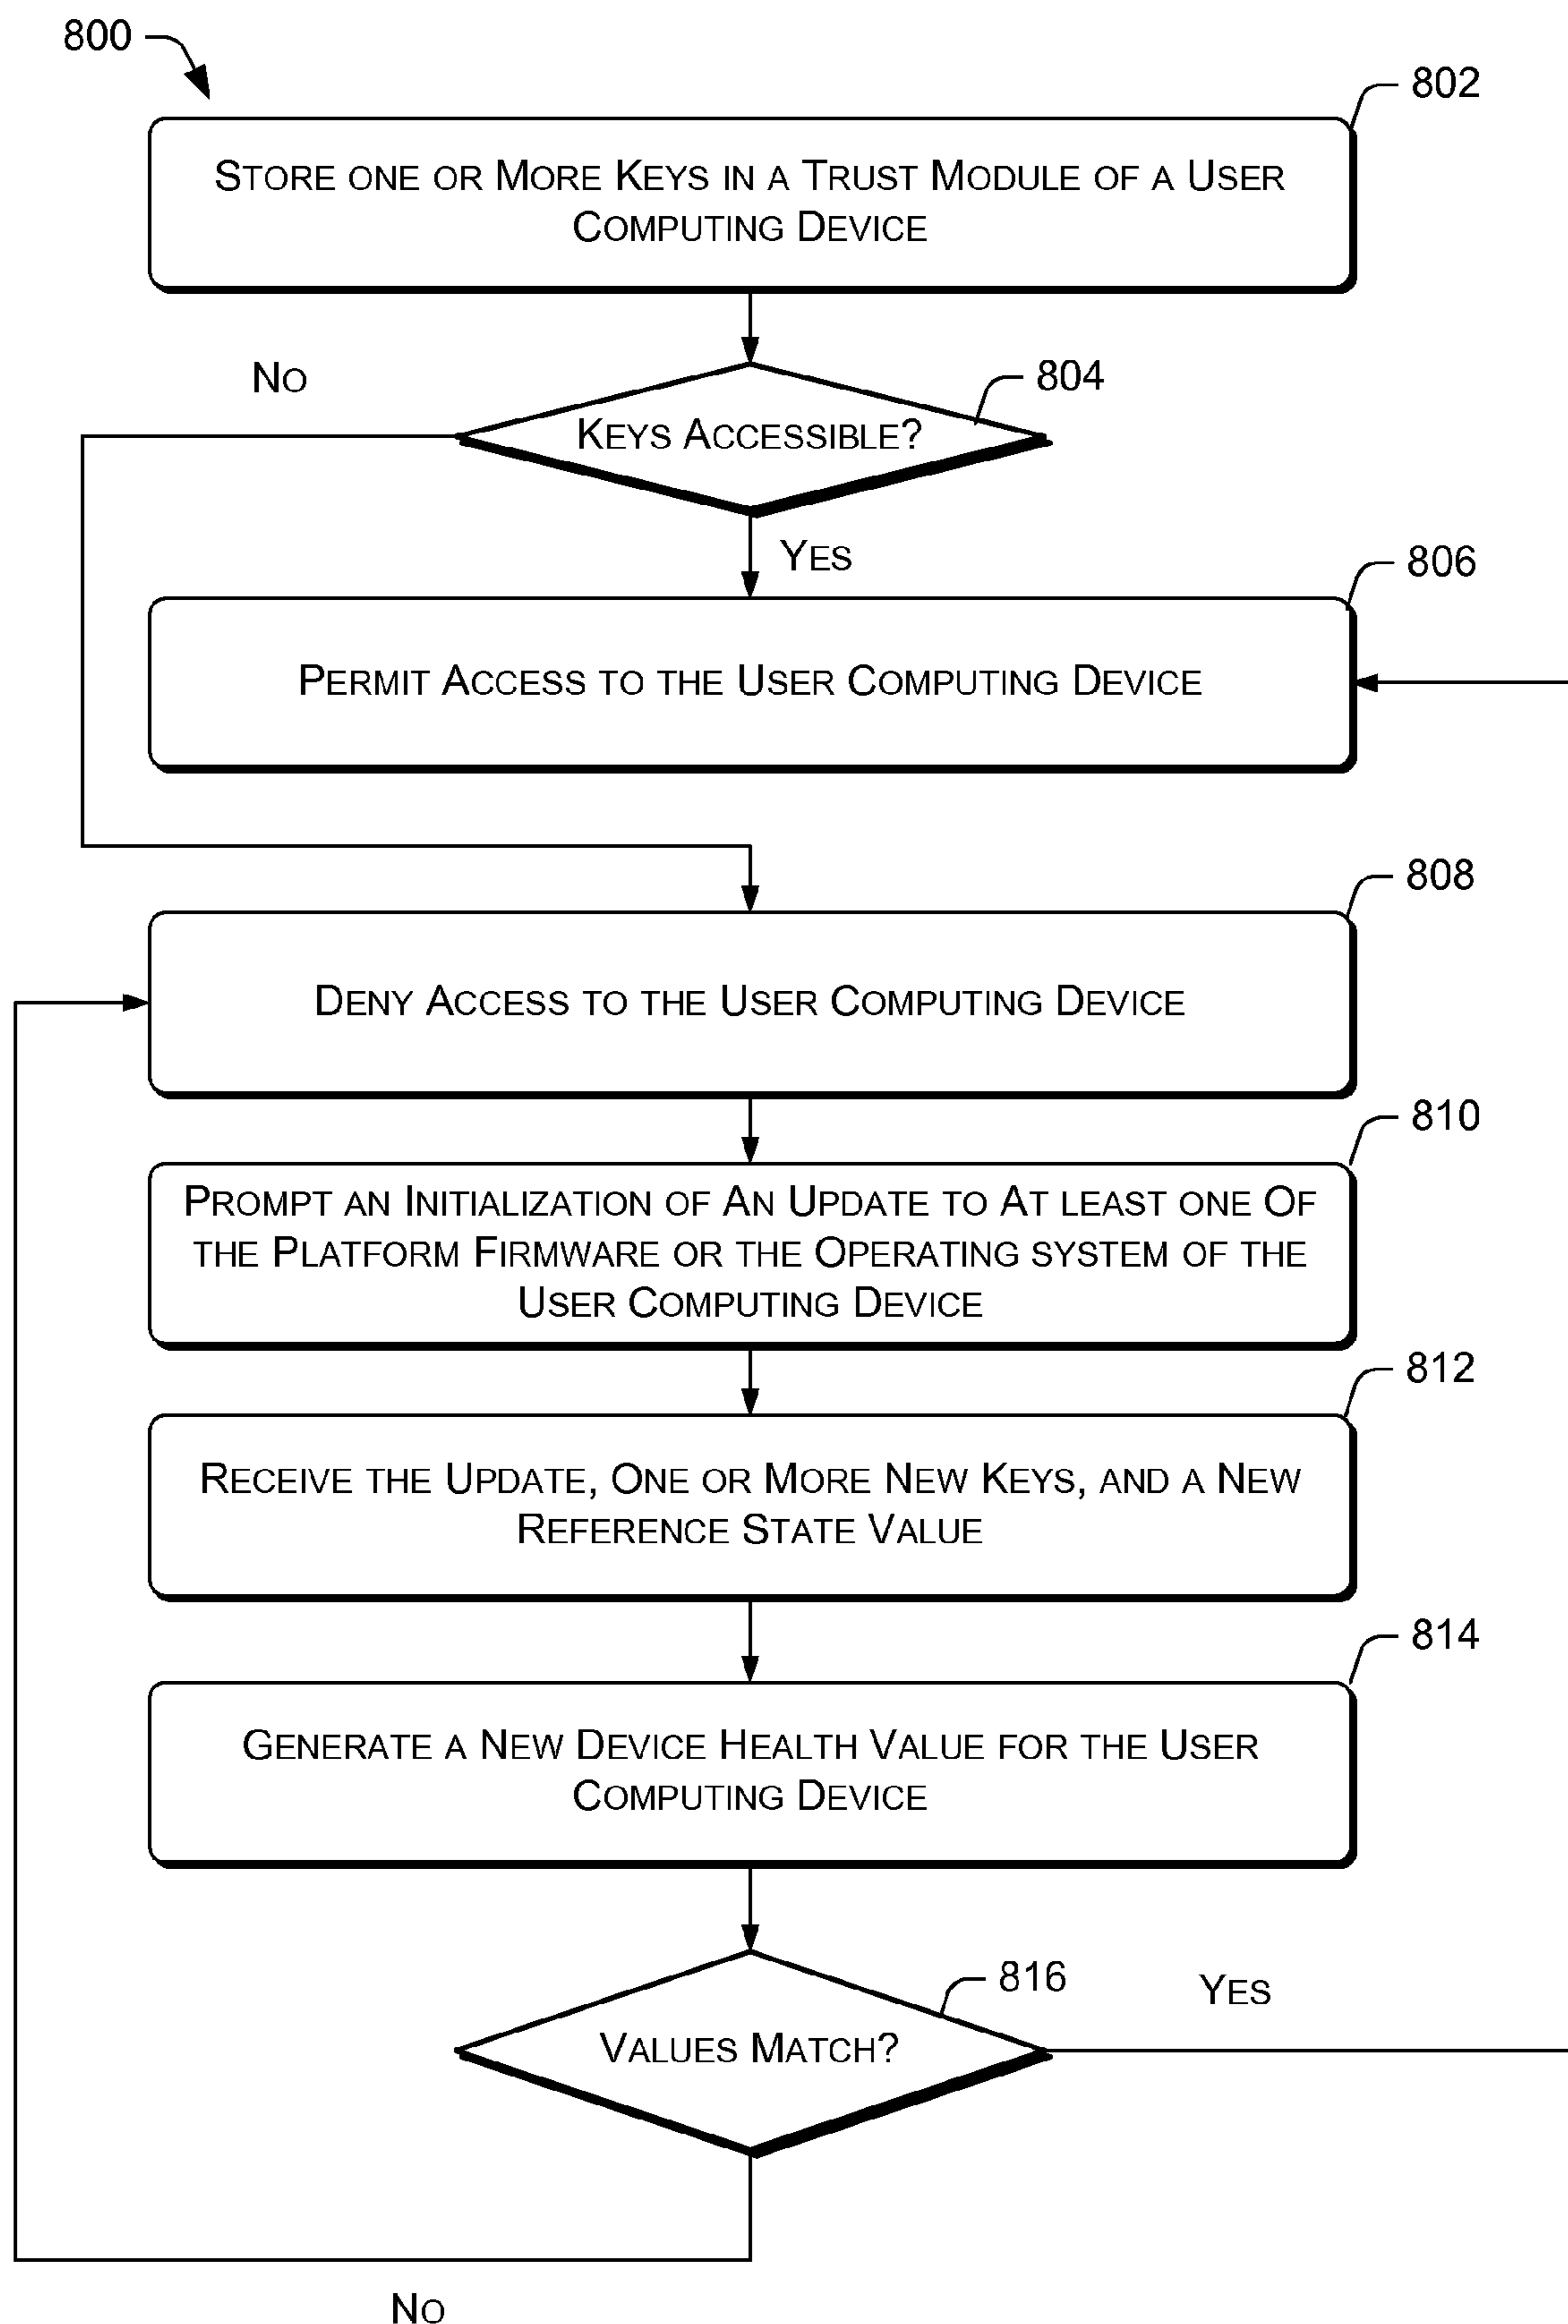 800
802
STORE ONE OR MORE KEYS IN A TRUST MODULE OF A USER
COMPUTING DEVICE
NO
804
KEYS ACCESSIBLE?
YES
806
PERMIT ACCESS TO THE USER COMPUTING DEVICE
808
DENY ACCESS TO THE USER COMPUTING DEVICE
810
PROMPT AN INITIALIZATION OF AN UPDATE TO AT LEAST ONE OF
THE PLATFORM FIRMWARE OR THE OPERATING SYSTEM OF THE
USER COMPUTING DEVICE
812
RECEIVE THE UPDATE, ONE OR MORE NEW KEYS, AND A NEW
REFERENCE STATE VALUE
814
GENERATE A NEW DEVICE HEALTH VALUE FOR THE USER
COMPUTING DEVICE
816
YES
VALUES MATCH?
NO